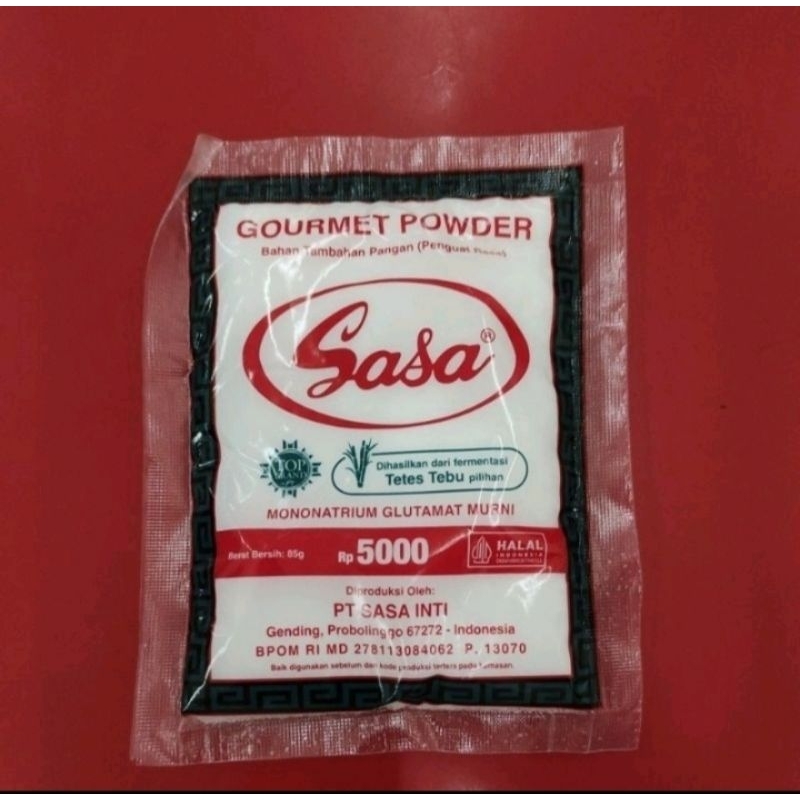 GOURMET POWDER
Bahan Tambahan Pangan (Penguat Rasa)
Sasa®
TOP
BRAND
Dihasilkan dari fermentasi
Tetes Tebu pilihan
MONONATRIUM GLUTAMAT MURNI
Berat Bersih: 85g
Rp 5000
HALAL
INDONESIA
Diproduksi Oleh:
PT SASA INTI
Gending, Probolinggo 67272 - Indonesia
BPOM RI MD 278113084062 P. 13070
Baik digunakan sebelum dan kode produksi tertera pada kemasan.